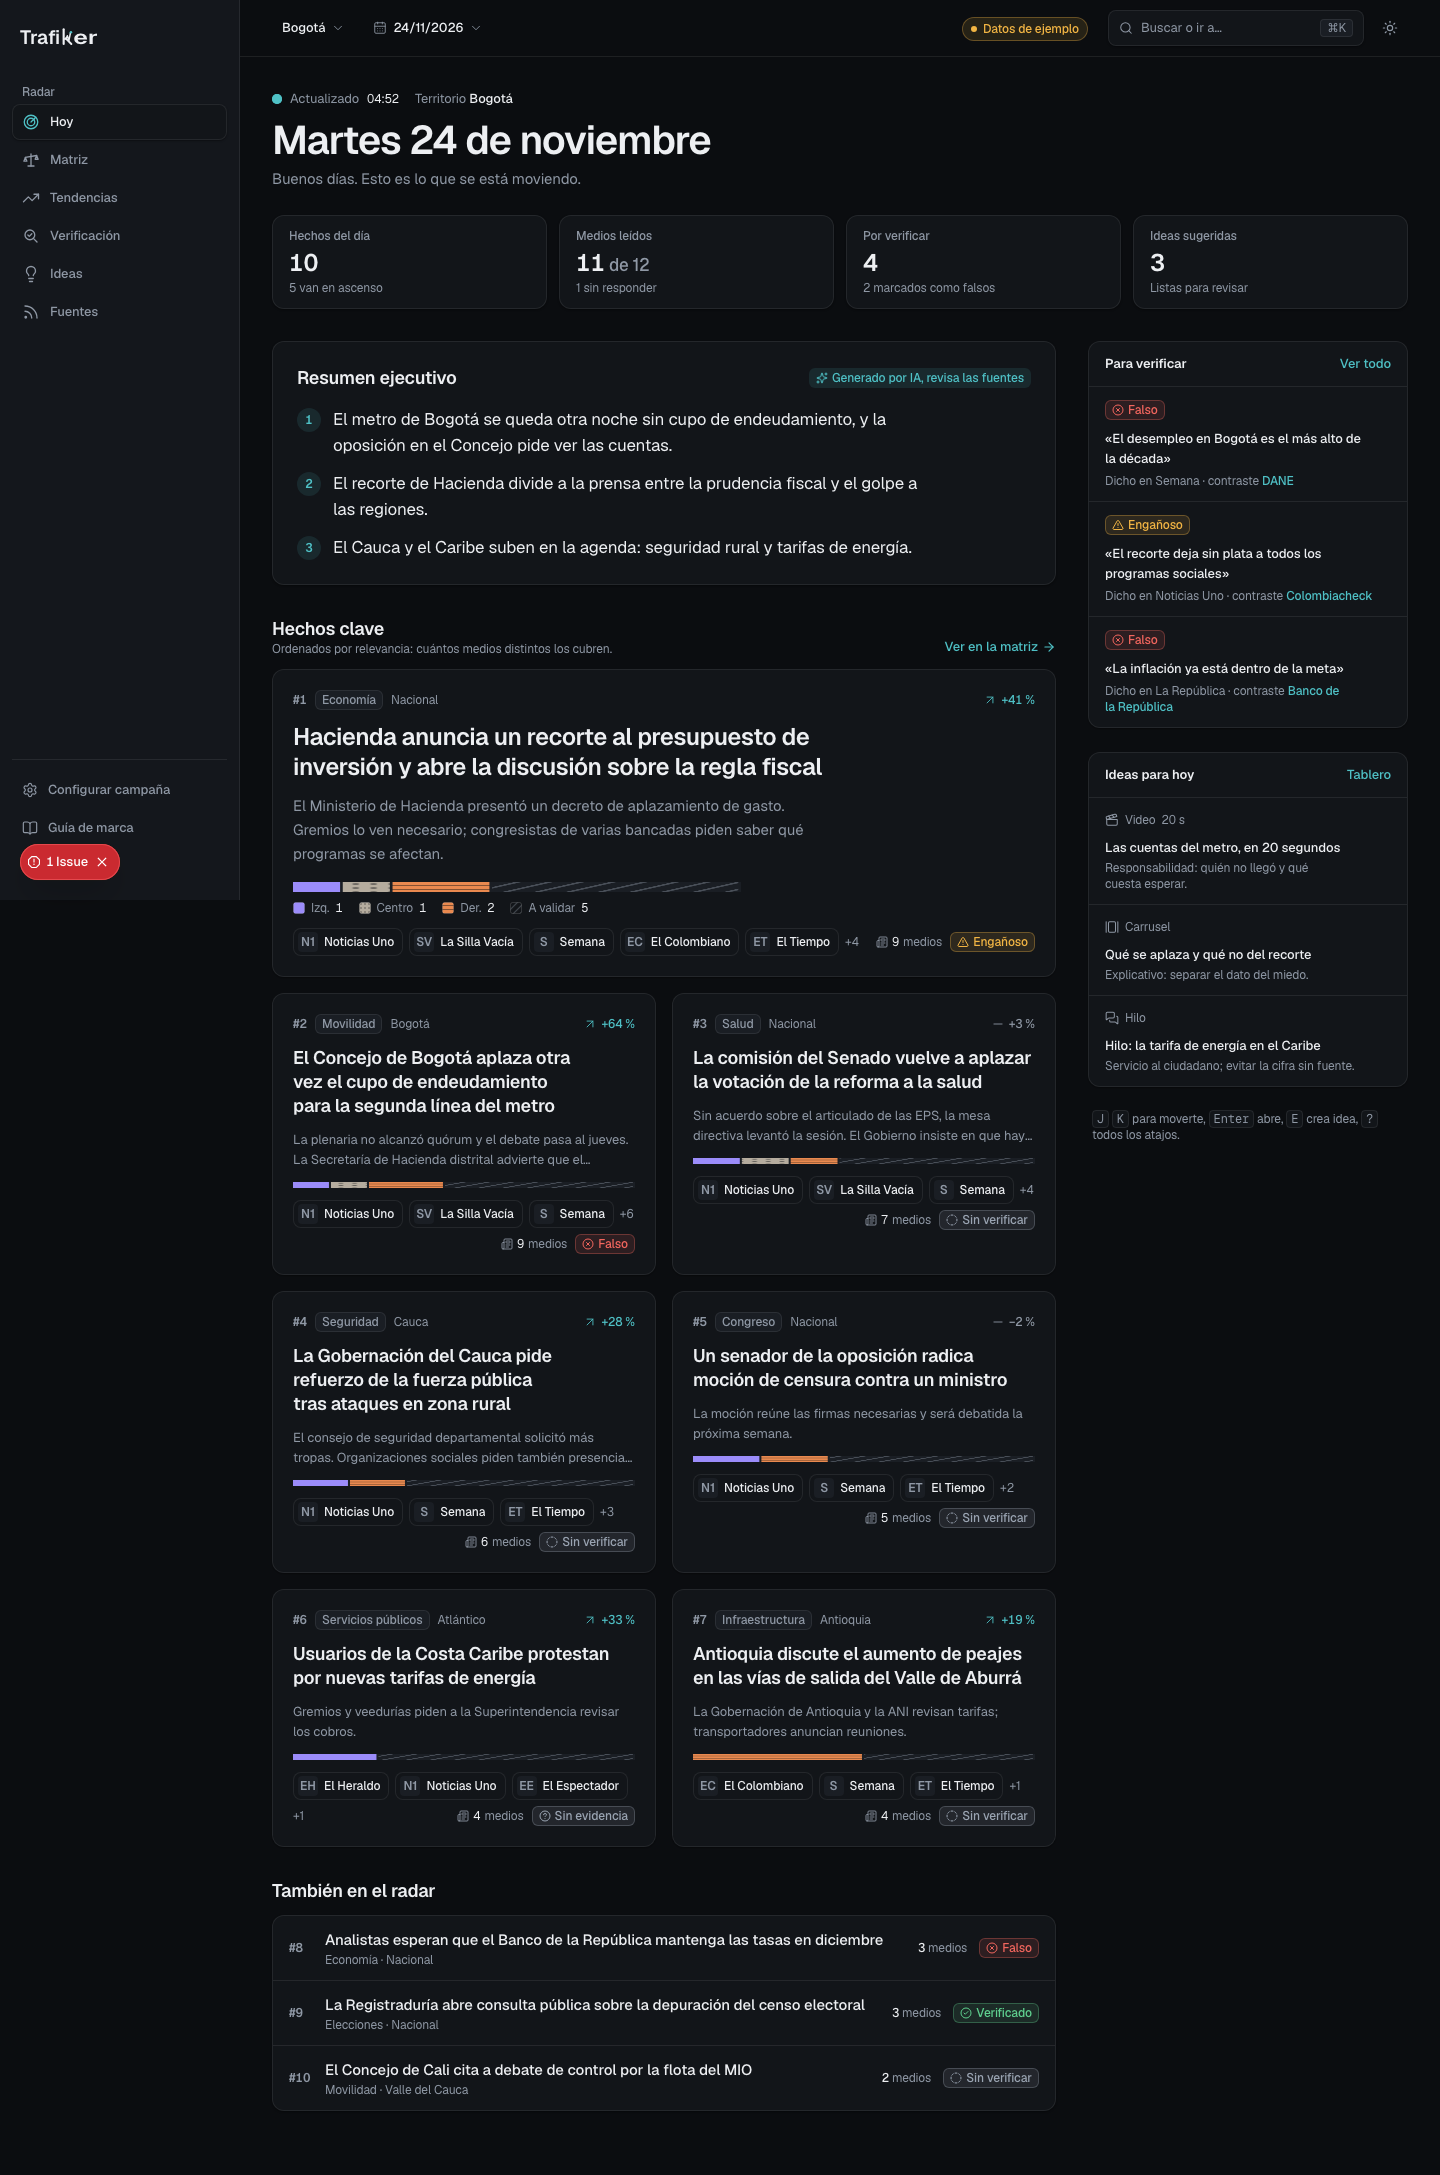 Trafiker
Radar
Hoy
Matriz
Tendencias
Verificación
Ideas
Fuentes
Configurar campaña
Guía de marca
1 Issue
Bogotá
24/11/2026
Datos de ejemplo
Buscar o ir a…
⌘K
Actualizado 04:52 Territorio Bogotá
Martes 24 de noviembre
Buenos días. Esto es lo que se está moviendo.
Hechos del día
10
5 van en ascenso
Medios leídos
11 de 12
1 sin responder
Por verificar
4
2 marcados como falsos
Ideas sugeridas
3
Listas para revisar
Resumen ejecutivo
Generado por IA, revisa las fuentes
1 El metro de Bogotá se queda otra noche sin cupo de endeudamiento, y la
oposición en el Concejo pide ver las cuentas.
2 El recorte de Hacienda divide a la prensa entre la prudencia fiscal y el golpe a
las regiones.
3 El Cauca y el Caribe suben en la agenda: seguridad rural y tarifas de energía.
Hechos clave
Ordenados por relevancia: cuántos medios distintos los cubren.
Ver en la matriz
#1 Economía Nacional +41 %
Hacienda anuncia un recorte al presupuesto de
inversión y abre la discusión sobre la regla fiscal
El Ministerio de Hacienda presentó un decreto de aplazamiento de gasto.
Gremios lo ven necesario; congresistas de varias bancadas piden saber qué
programas se afectan.
Izq. 1 Centro 1 Der. 2 A validar 5
N1 Noticias Uno SV La Silla Vacía S Semana EC El Colombiano ET El Tiempo +4 9 medios Engañoso
#2 Movilidad Bogotá +64 %
El Concejo de Bogotá aplaza otra
vez el cupo de endeudamiento
para la segunda línea del metro
La plenaria no alcanzó quórum y el debate pasa al jueves.
La Secretaría de Hacienda distrital advierte que el…
N1 Noticias Uno SV La Silla Vacía S Semana +6
9 medios Falso
#3 Salud Nacional +3 %
La comisión del Senado vuelve a aplazar
la votación de la reforma a la salud
Sin acuerdo sobre el articulado de las EPS, la mesa
directiva levantó la sesión. El Gobierno insiste en que hay…
N1 Noticias Uno SV La Silla Vacía S Semana +4
7 medios Sin verificar
#4 Seguridad Cauca +28 %
La Gobernación del Cauca pide
refuerzo de la fuerza pública
tras ataques en zona rural
El consejo de seguridad departamental solicitó más
tropas. Organizaciones sociales piden también presencia…
N1 Noticias Uno S Semana ET El Tiempo +3
6 medios Sin verificar
#5 Congreso Nacional −2 %
Un senador de la oposición radica
moción de censura contra un ministro
La moción reúne las firmas necesarias y será debatida la
próxima semana.
N1 Noticias Uno S Semana ET El Tiempo +2
5 medios Sin verificar
#6 Servicios públicos Atlántico +33 %
Usuarios de la Costa Caribe protestan
por nuevas tarifas de energía
Gremios y veedurías piden a la Superintendencia revisar
los cobros.
EH El Heraldo N1 Noticias Uno EE El Espectador
+1 4 medios Sin evidencia
#7 Infraestructura Antioquia +19 %
Antioquia discute el aumento de peajes
en las vías de salida del Valle de Aburrá
La Gobernación de Antioquia y la ANI revisan tarifas;
transportadores anuncian reuniones.
EC El Colombiano S Semana ET El Tiempo +1
4 medios Sin verificar
También en el radar
#8 Analistas esperan que el Banco de la República mantenga las tasas en diciembre 3 medios Falso
Economía · Nacional
#9 La Registraduría abre consulta pública sobre la depuración del censo electoral 3 medios Verificado
Elecciones · Nacional
#10 El Concejo de Cali cita a debate de control por la flota del MIO 2 medios Sin verificar
Movilidad · Valle del Cauca
Para verificar Ver todo
Falso
«El desempleo en Bogotá es el más alto de
la década»
Dicho en Semana · contraste DANE
Engañoso
«El recorte deja sin plata a todos los
programas sociales»
Dicho en Noticias Uno · contraste Colombiacheck
Falso
«La inflación ya está dentro de la meta»
Dicho en La República · contraste Banco de
la República
Ideas para hoy Tablero
Video 20 s
Las cuentas del metro, en 20 segundos
Responsabilidad: quién no llegó y qué
cuesta esperar.
Carrusel
Qué se aplaza y qué no del recorte
Explicativo: separar el dato del miedo.
Hilo
Hilo: la tarifa de energía en el Caribe
Servicio al ciudadano; evitar la cifra sin fuente.
J K para moverte, Enter abre, E crea idea, ?
todos los atajos.